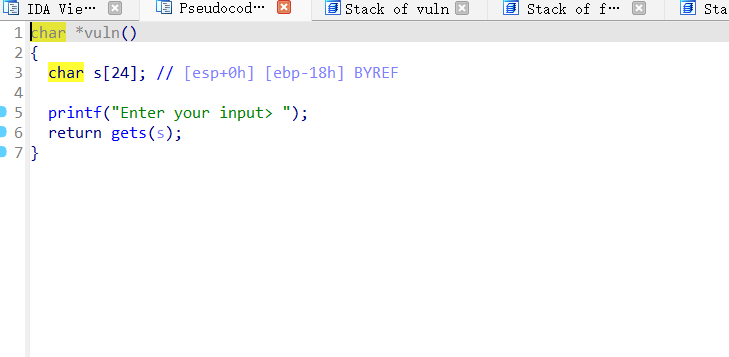 IDA Vie⋯ Pseudocod⋯ Stack of vuln Stack of f⋯ Sta
1 char *vuln()
2 {
3 char s[24]; // [esp+0h] [ebp-18h] BYREF
4
5 printf("Enter your input> ");
6 return gets(s);
7 }